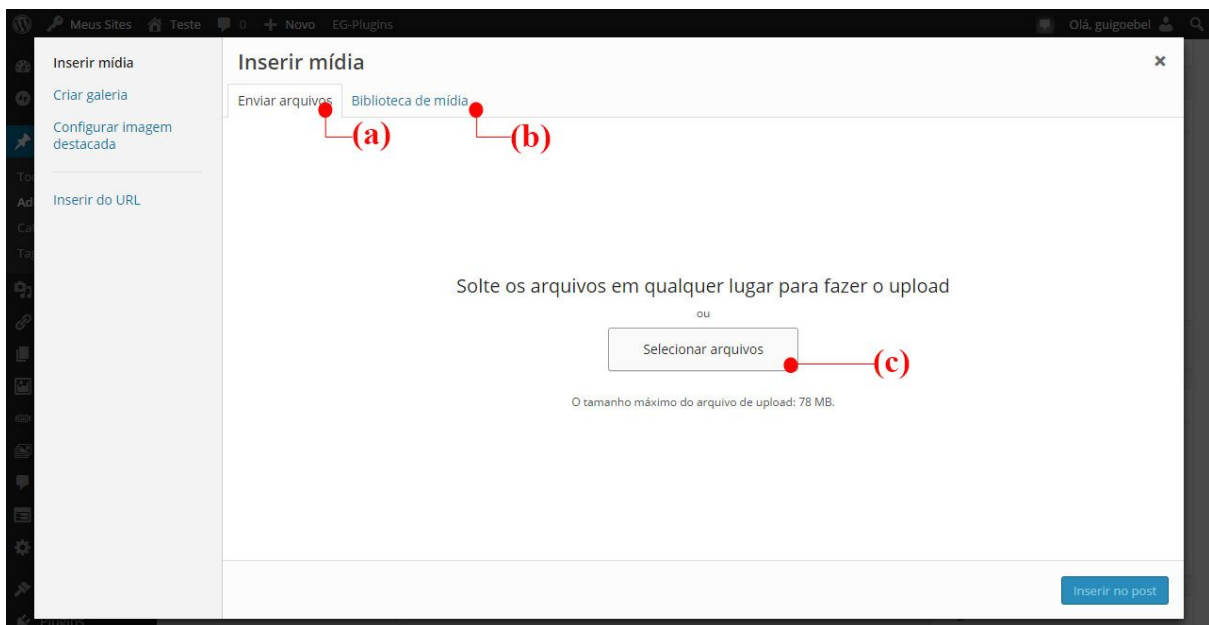 Meus Sites Teste 0 + Novo EG-Plugins Olá, guigoebel
Inserir mídia
Criar galeria
Configurar imagem
destacada
Inserir do URL
Inserir mídia
Enviar arquivos Biblioteca de mídia
(a) (b)
Solte os arquivos em qualquer lugar para fazer o upload
ou
Selecionar arquivos
(c)
O tamanho máximo do arquivo de upload: 78 MB.
Inserir no post
Plugins